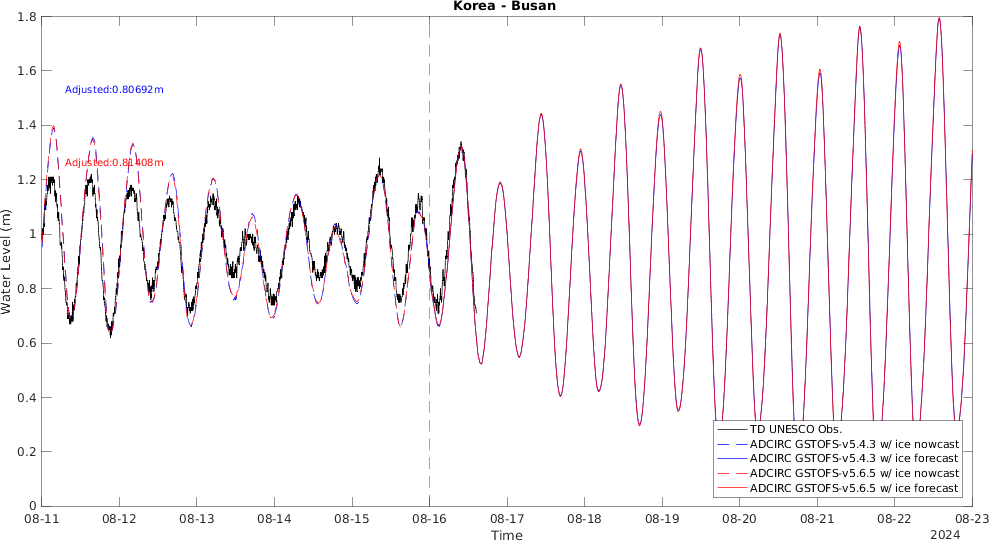 Korea - Busan
1.8
1.6
1.4
1.2
1
0.8
0.6
0.4
0.2
0
Water Level (m)
Adjusted:0.80692m
Adjusted:0.81408m
TD UNESCO Obs.
ADCIRC GSTOFS-v5.4.3 w/ ice nowcast
ADCIRC GSTOFS-v5.4.3 w/ ice forecast
ADCIRC GSTOFS-v5.6.5 w/ ice nowcast
ADCIRC GSTOFS-v5.6.5 w/ ice forecast
08-11 08-12 08-13 08-14 08-15 08-16 08-17 08-18 08-19 08-20 08-21 08-22 08-23
Time
2024